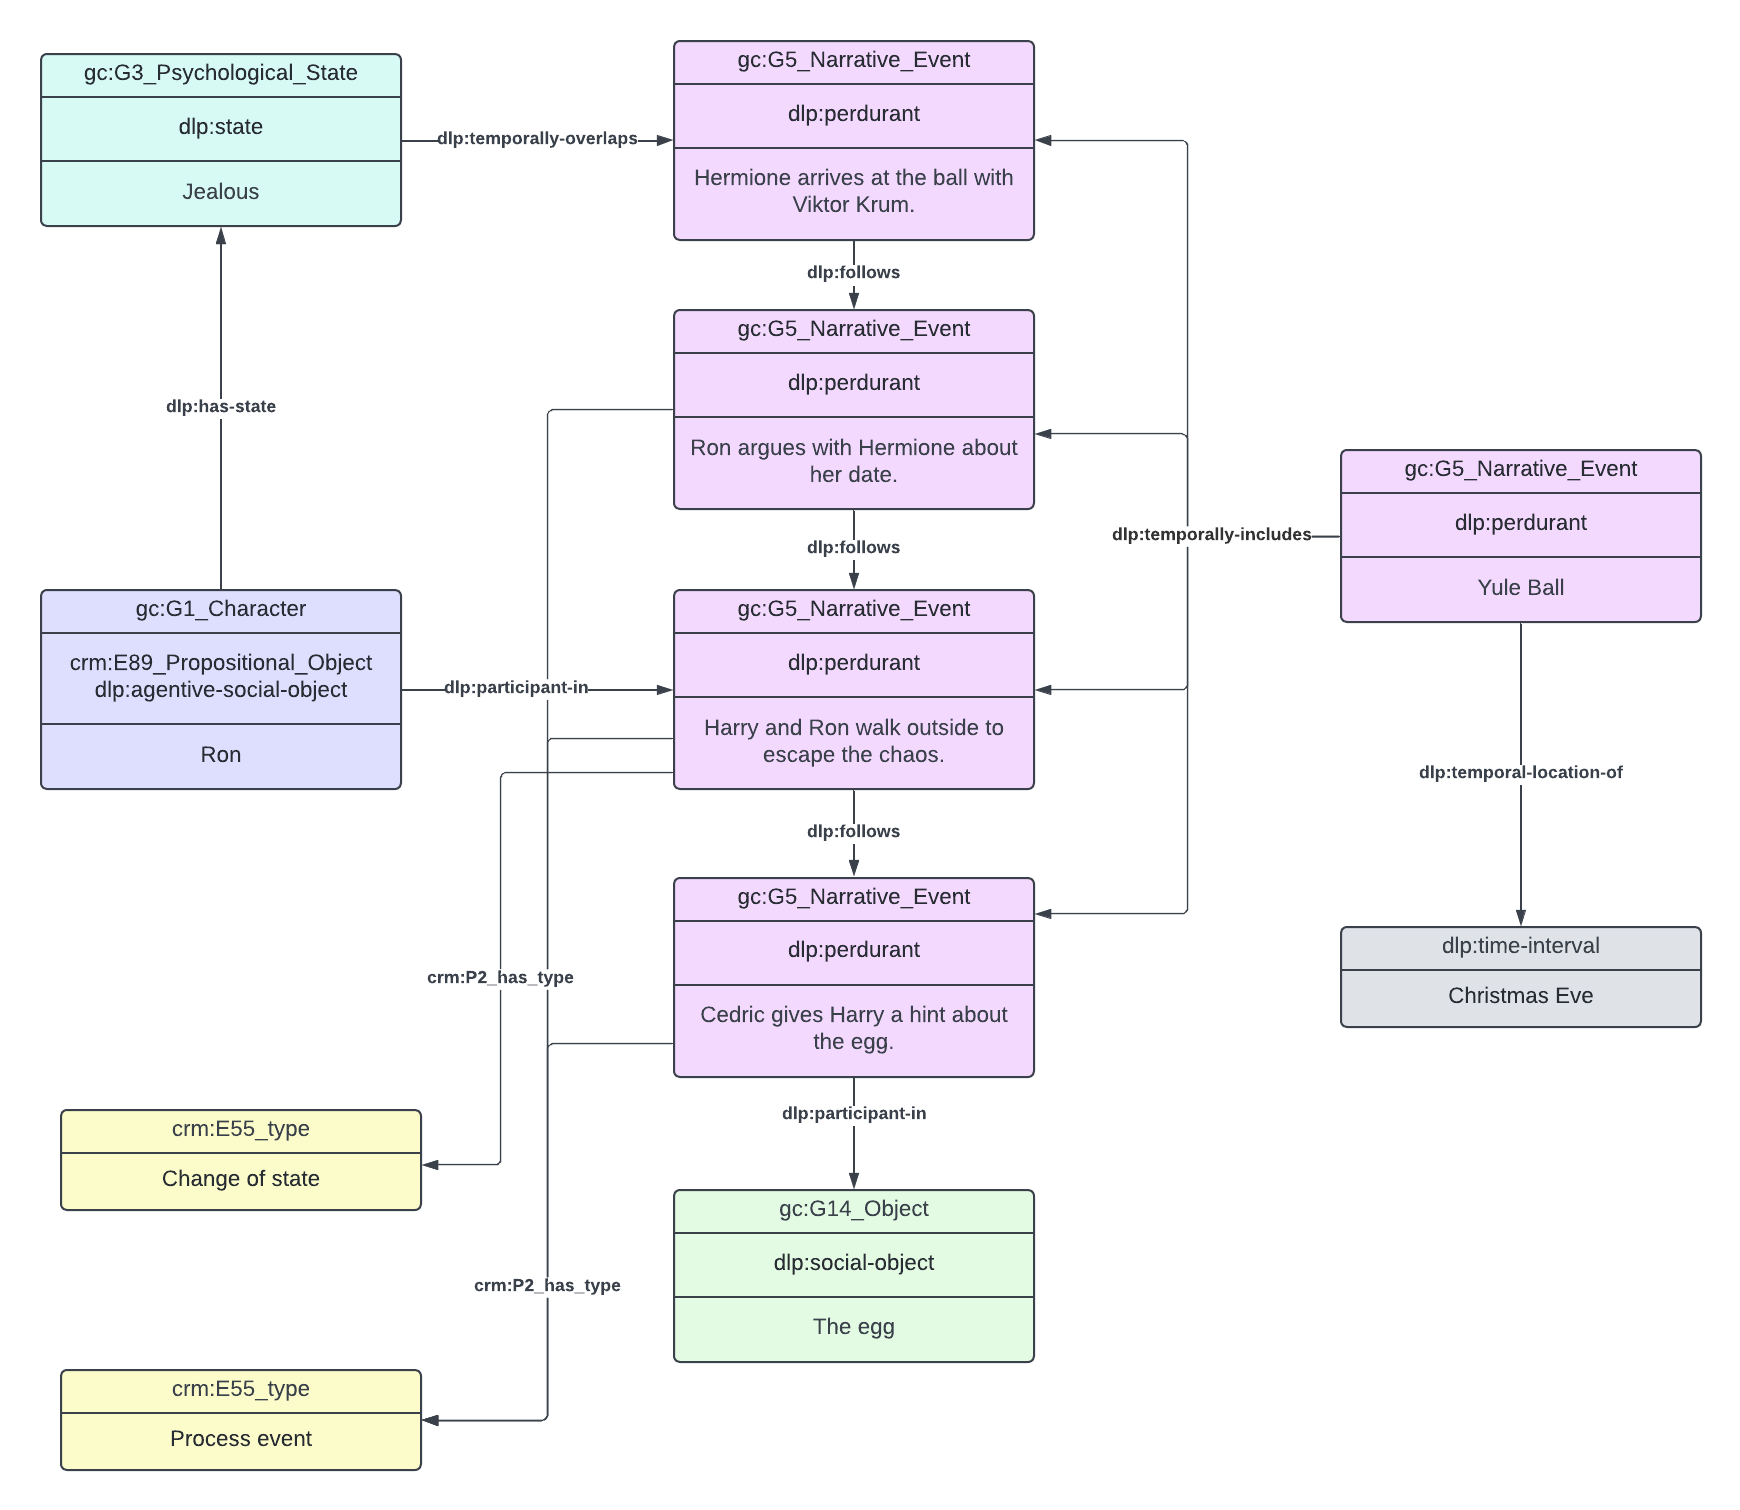 gc:G3_Psychological_State
dlp:state
Jealous
dlp:temporally-overlaps
gc:G5_Narrative_Event
dlp:perdurant
Hermione arrives at the ball with
Viktor Krum.
dlp:follows
gc:G5_Narrative_Event
dlp:perdurant
Ron argues with Hermione about
her date.
dlp:has-state
dlp:follows
dlp:temporally-includes
gc:G5_Narrative_Event
dlp:perdurant
Yule Ball
gc:G1_Character
crm:E89_Propositional_Object
dlp:agentive-social-object
Ron
dlp:participant-in
gc:G5_Narrative_Event
dlp:perdurant
Harry and Ron walk outside to
escape the chaos.
dlp:temporal-location-of
dlp:follows
gc:G5_Narrative_Event
dlp:perdurant
Cedric gives Harry a hint about
the egg.
dlp:time-interval
Christmas Eve
crm:P2_has_type
dlp:participant-in
crm:E55_type
Change of state
gc:G14_Object
dlp:social-object
The egg
crm:P2_has_type
crm:E55_type
Process event